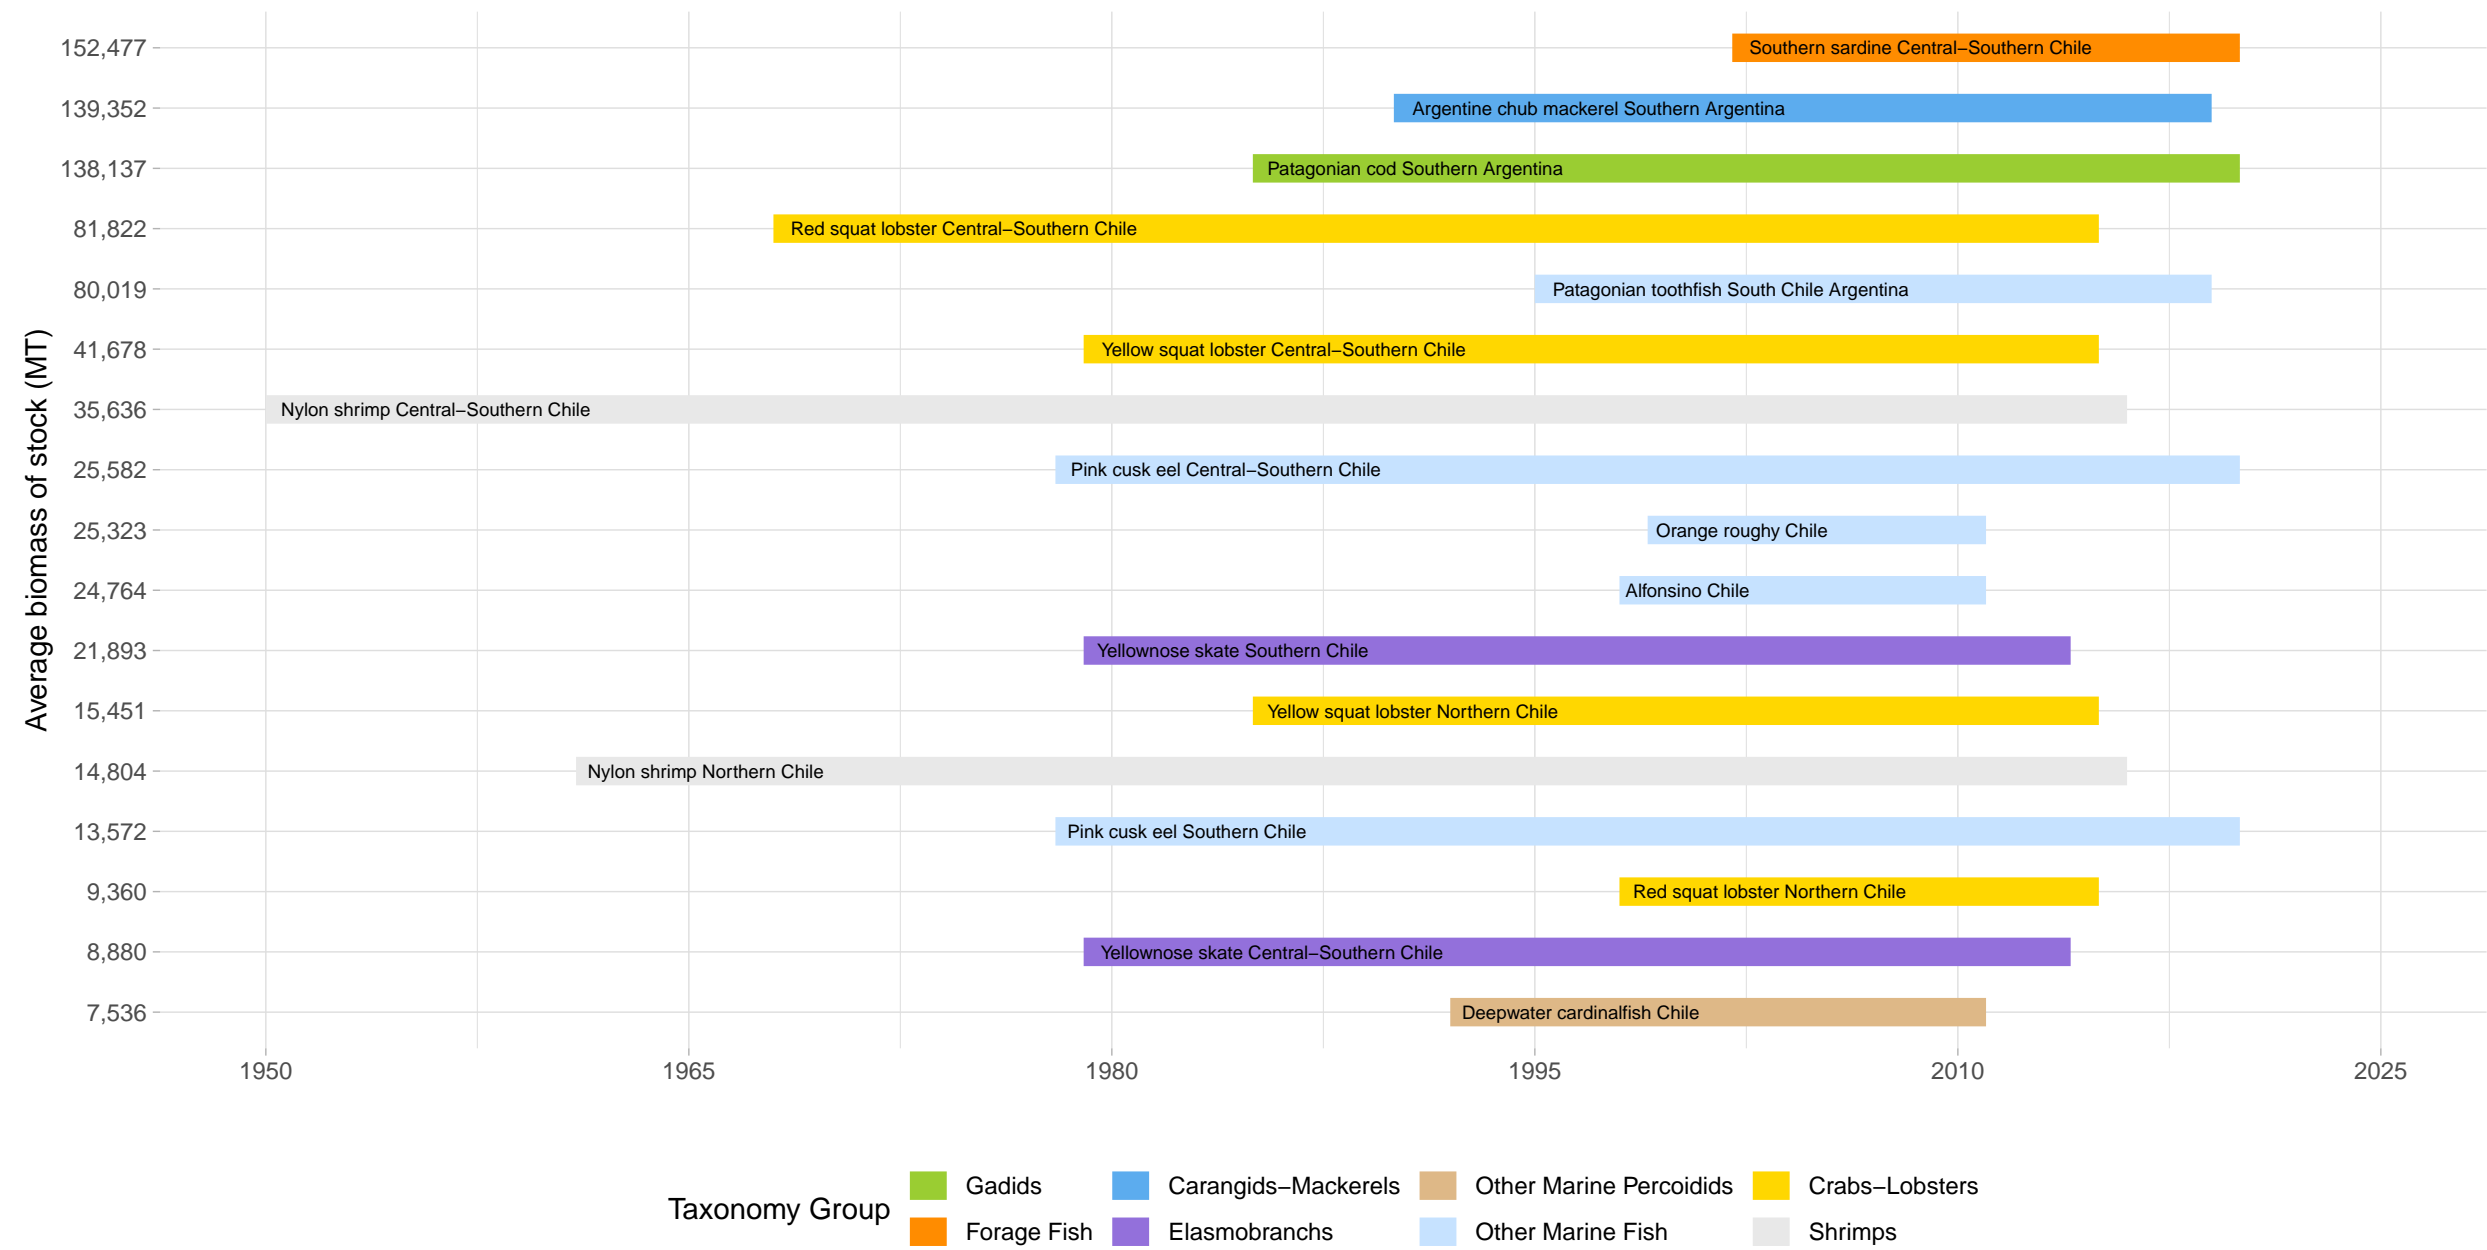 152,477 Southern sardine Central–Southern Chile
139,352 Argentine chub mackerel Southern Argentina
138,137 Patagonian cod Southern Argentina
81,822 Red squat lobster Central–Southern Chile
80,019 Patagonian toothfish South Chile Argentina
41,678 Yellow squat lobster Central–Southern Chile
35,636 Nylon shrimp Central–Southern Chile
25,582 Pink cusk eel Central–Southern Chile
25,323 Orange roughy Chile
24,764 Alfonsino Chile
21,893 Yellownose skate Southern Chile
15,451 Yellow squat lobster Northern Chile
14,804 Nylon shrimp Northern Chile
13,572 Pink cusk eel Southern Chile
9,360 Red squat lobster Northern Chile
8,880 Yellownose skate Central–Southern Chile
7,536 Deepwater cardinalfish Chile
Average biomass of stock (MT)
1950 1965 1980 1995 2010 2025
Taxonomy Group
Gadids Carangids–Mackerels Other Marine Percoidids Crabs–Lobsters
Forage Fish Elasmobranchs Other Marine Fish Shrimps